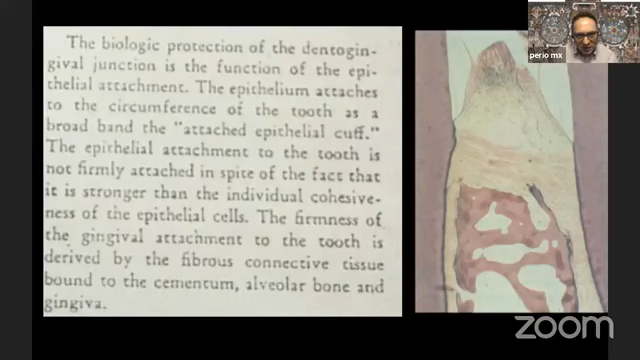 The biologic protection of the dentogin-
gival junction is the function of the epi-
thelial attachment. The epithelium attaches
to the circumference of the tooth as a
broad band the "attached epithelial cuff."
The epithelial attachment to the tooth is
not firmly attached in spite of the fact that
it is stronger than the individual cohesive-
ness of the epithelial cells. The firmness of
the gingival attachment to the tooth is
derived by the fibrous connective tissue
bound to the cementum, alveolar bone and
gingiva.
perio mx
zoom